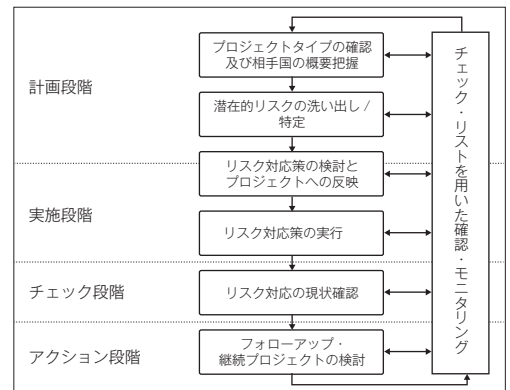 計画段階
プロジェクトタイプの確認
及び相手国の概要把握
潜在的リスクの洗い出し /
特定
リスク対応策の検討と
プロジェクトへの反映
実施段階
リスク対応策の実行
チェック段階
リスク対応の現状確認
アクション段階
フォローアップ・
継続プロジェクトの検討
チェック・リストを用いた確認・モニタリング